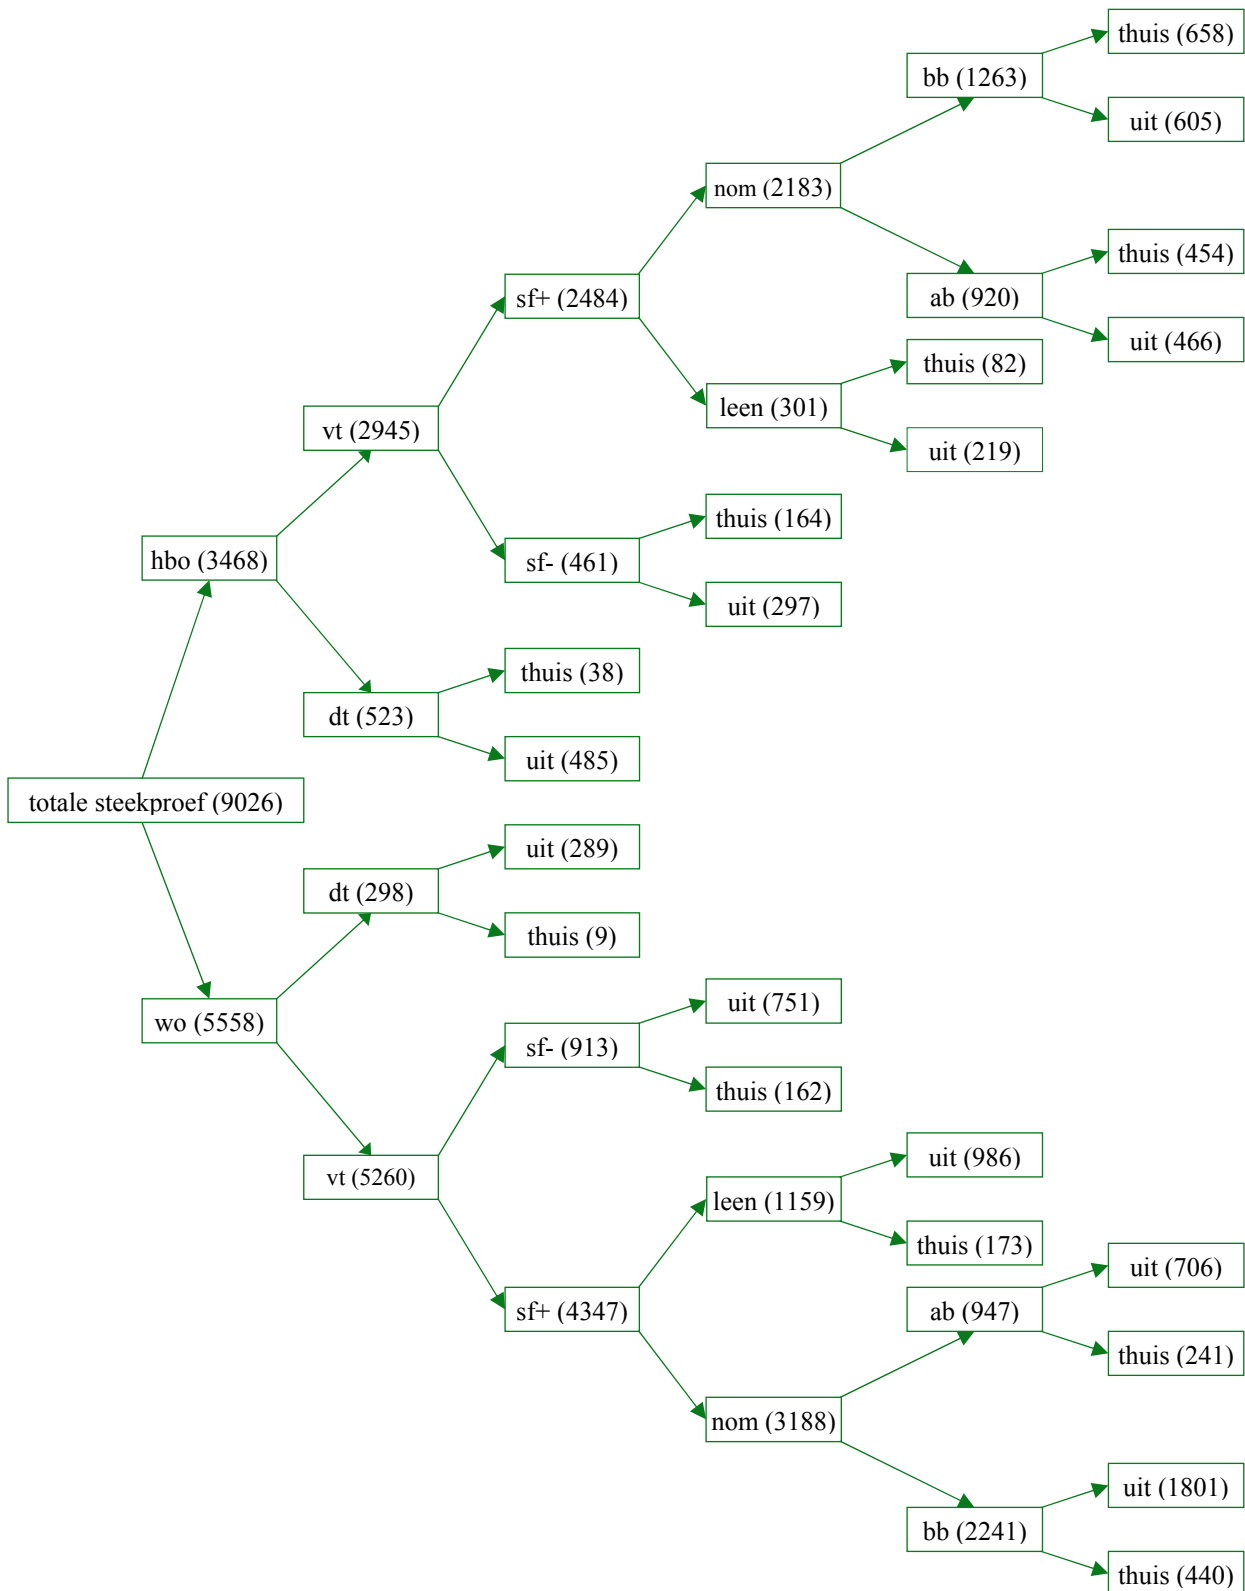 thuis (658)
bb (1263)
uit (605)
nom (2183)
thuis (454)
sf+ (2484)
ab (920)
uit (466)
thuis (82)
leen (301)
vt (2945)
uit (219)
thuis (164)
hbo (3468)
sf- (461)
uit (297)
thuis (38)
dt (523)
uit (485)
totale steekproef (9026)
uit (289)
dt (298)
thuis (9)
uit (751)
wo (5558)
sf- (913)
thuis (162)
uit (986)
vt (5260)
leen (1159)
thuis (173)
uit (706)
sf+ (4347)
ab (947)
thuis (241)
nom (3188)
uit (1801)
bb (2241)
thuis (440)